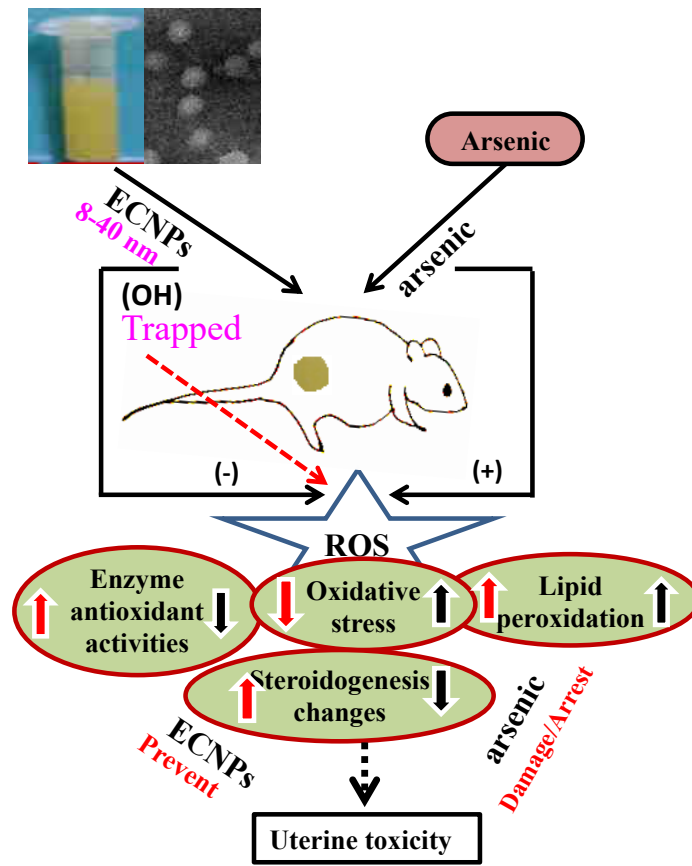 Arsenic
ECNPs
8-40 nm
arsenic
(OH)
Trapped
(-)
(+)
ROS
Enzyme
antioxidant
activities
Oxidative
stress
Lipid
peroxidation
Steroidogenesis
changes
ECNPs
Prevent
arsenic
Damage/Arrest
Uterine toxicity